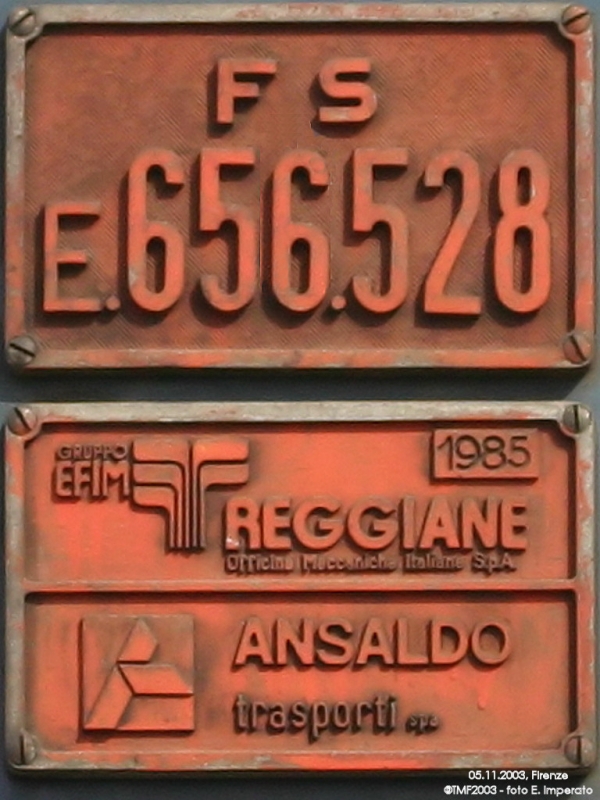 F S
E.656.528
GRUPPO
EFIM
1985
REGGIANE
Officine Meccaniche Italiane S.p.A.
ANSALDO
trasporti spa
05.11.2003, Firenze
©TMF2003 - foto E. Imperato